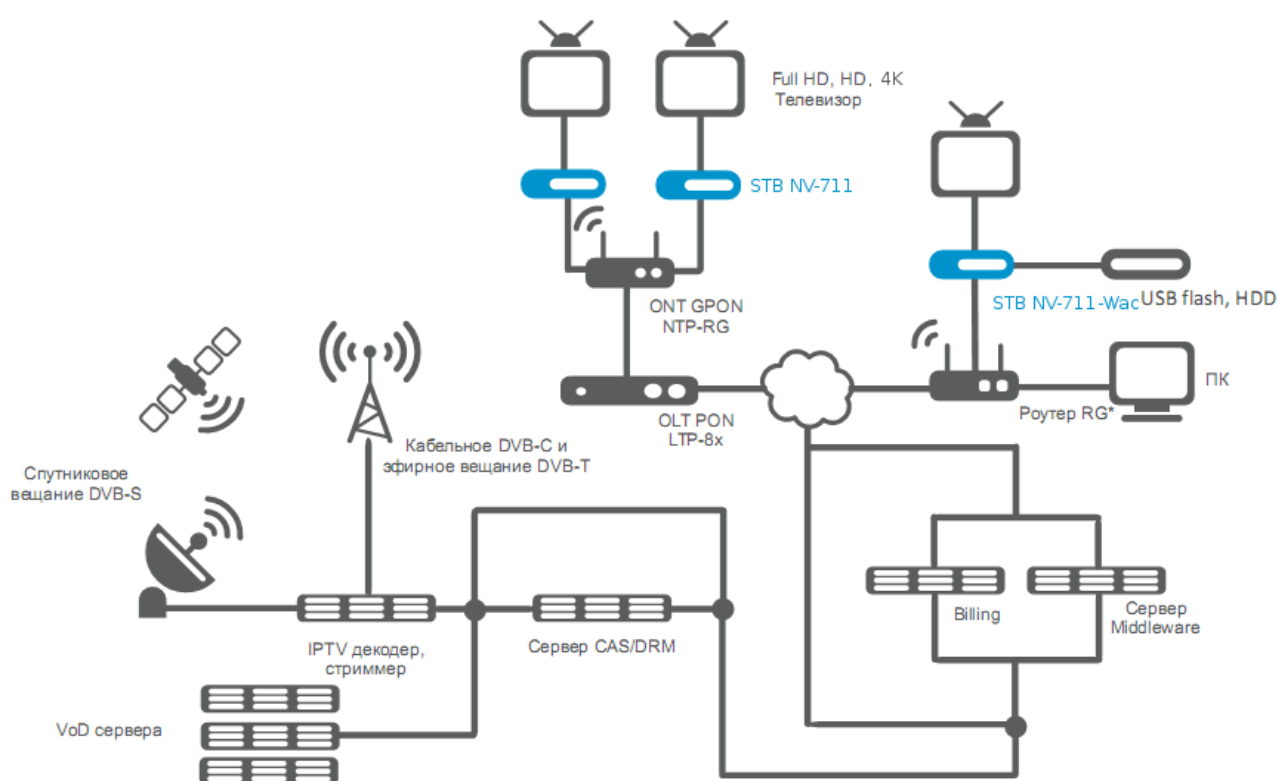 Full HD, HD, 4K
Телевизор
STB NV-711
STB NV-711-Wac
USB flash, HDD
ONT GPON
NTP-RG
ПК
Роутер RG*
OLT PON
LTP-8x
Кабельное DVB-C и
эфирное вещание DVB-T
Спутниковое
вещание DVB-S
Billing
Сервер
Middleware
IPTV декодер,
стриммер
Сервер CAS/DRM
VoD сервера